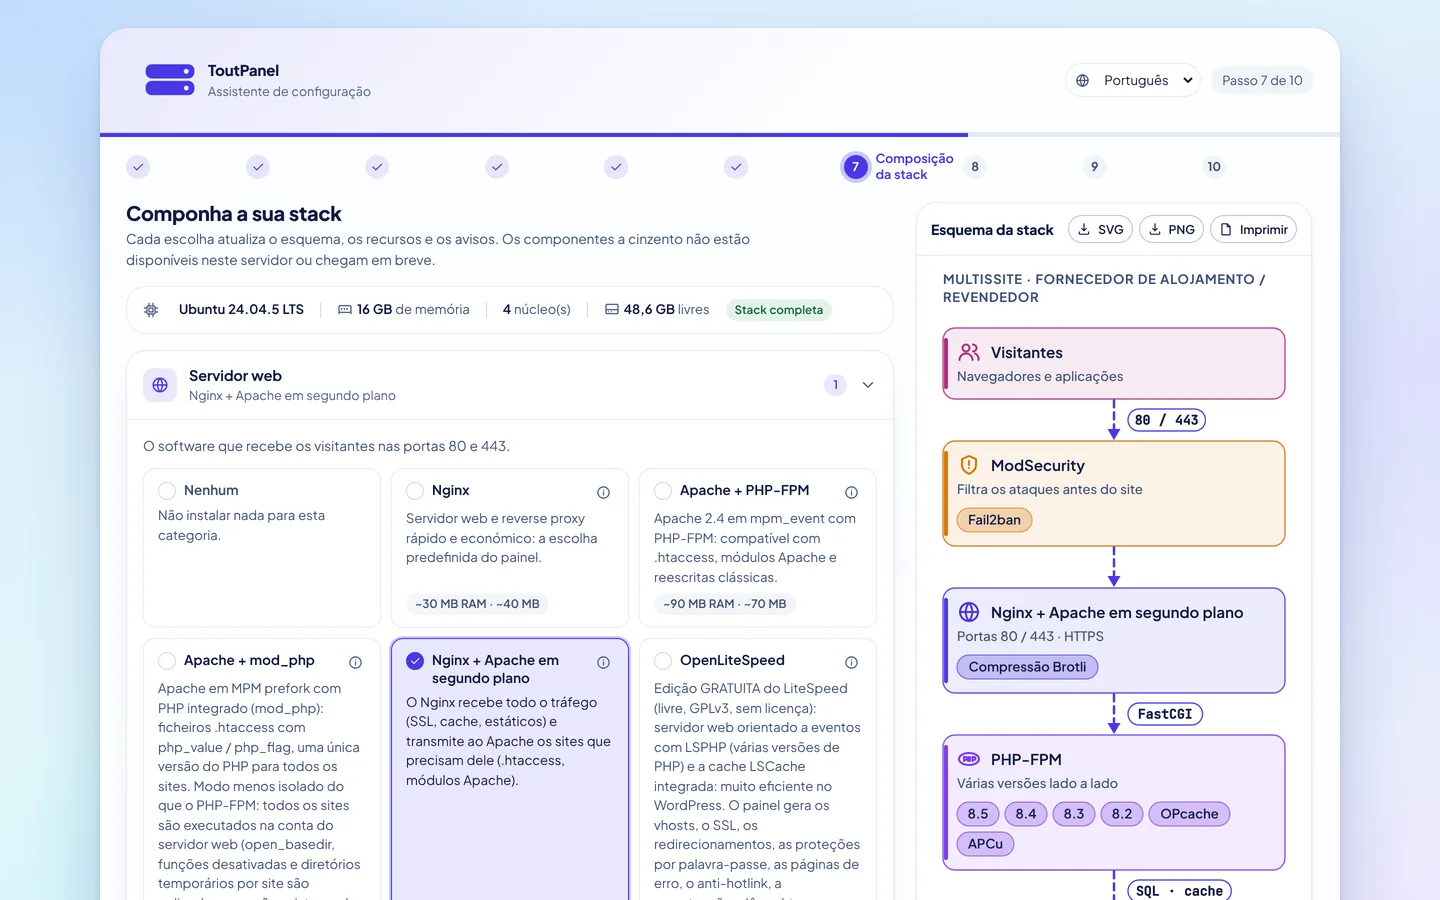 ToutPanel
Assistente de configuração
Português
Passo 7 de 10
7
Composição
da stack
8
9
10
Componha a sua stack
Cada escolha atualiza o esquema, os recursos e os avisos. Os componentes a cinzento não estão
disponíveis neste servidor ou chegam em breve.
Ubuntu 24.04.5 LTS
16 GB de memória
4 núcleo(s)
48,6 GB livres
Stack completa
Servidor web
Nginx + Apache em segundo plano
1
O software que recebe os visitantes nas portas 80 e 443.
Nenhum
Não instalar nada para esta
categoria.
Nginx
Servidor web e reverse proxy
rápido e económico: a escolha
predefinida do painel.
~30 MB RAM · ~40 MB
Apache + PHP-FPM
Apache 2.4 em mpm_event com
PHP-FPM: compatível com
.htaccess, módulos Apache e
reescritas clássicas.
~90 MB RAM · ~70 MB
Apache + mod_php
Apache em MPM prefork com
PHP integrado (mod_php):
ficheiros .htaccess com
php_value / php_flag, uma única
versão do PHP para todos os
sites. Modo menos isolado do
que o PHP-FPM: todos os sites
são executados na conta do
servidor web (open_basedir,
funções desativadas e diretórios
temporários por site são
Nginx + Apache em
segundo plano
O Nginx recebe todo o tráfego
(SSL, cache, estáticos) e
transmite ao Apache os sites que
precisam dele (.htaccess,
módulos Apache).
OpenLiteSpeed
Edição GRATUITA do LiteSpeed
(livre, GPLv3, sem licença):
servidor web orientado a eventos
com LSPHP (várias versões de
PHP) e a cache LSCache
integrada: muito eficiente no
WordPress. O painel gera os
vhosts, o SSL, os
redirecionamentos, as proteções
por palavra-passe, as páginas de
erro, o anti-hotlink, a
Esquema da stack
SVG
PNG
Imprimir
MULTISSITE · FORNECEDOR DE ALOJAMENTO /
REVENDEDOR
Visitantes
Navegadores e aplicações
80 / 443
ModSecurity
Filtra os ataques antes do site
Fail2ban
Nginx + Apache em segundo plano
Portas 80 / 443 · HTTPS
Compressão Brotli
FastCGI
PHP-FPM
Várias versões lado a lado
8.5
8.4
8.3
8.2
OPcache
APCu
SQL · cache